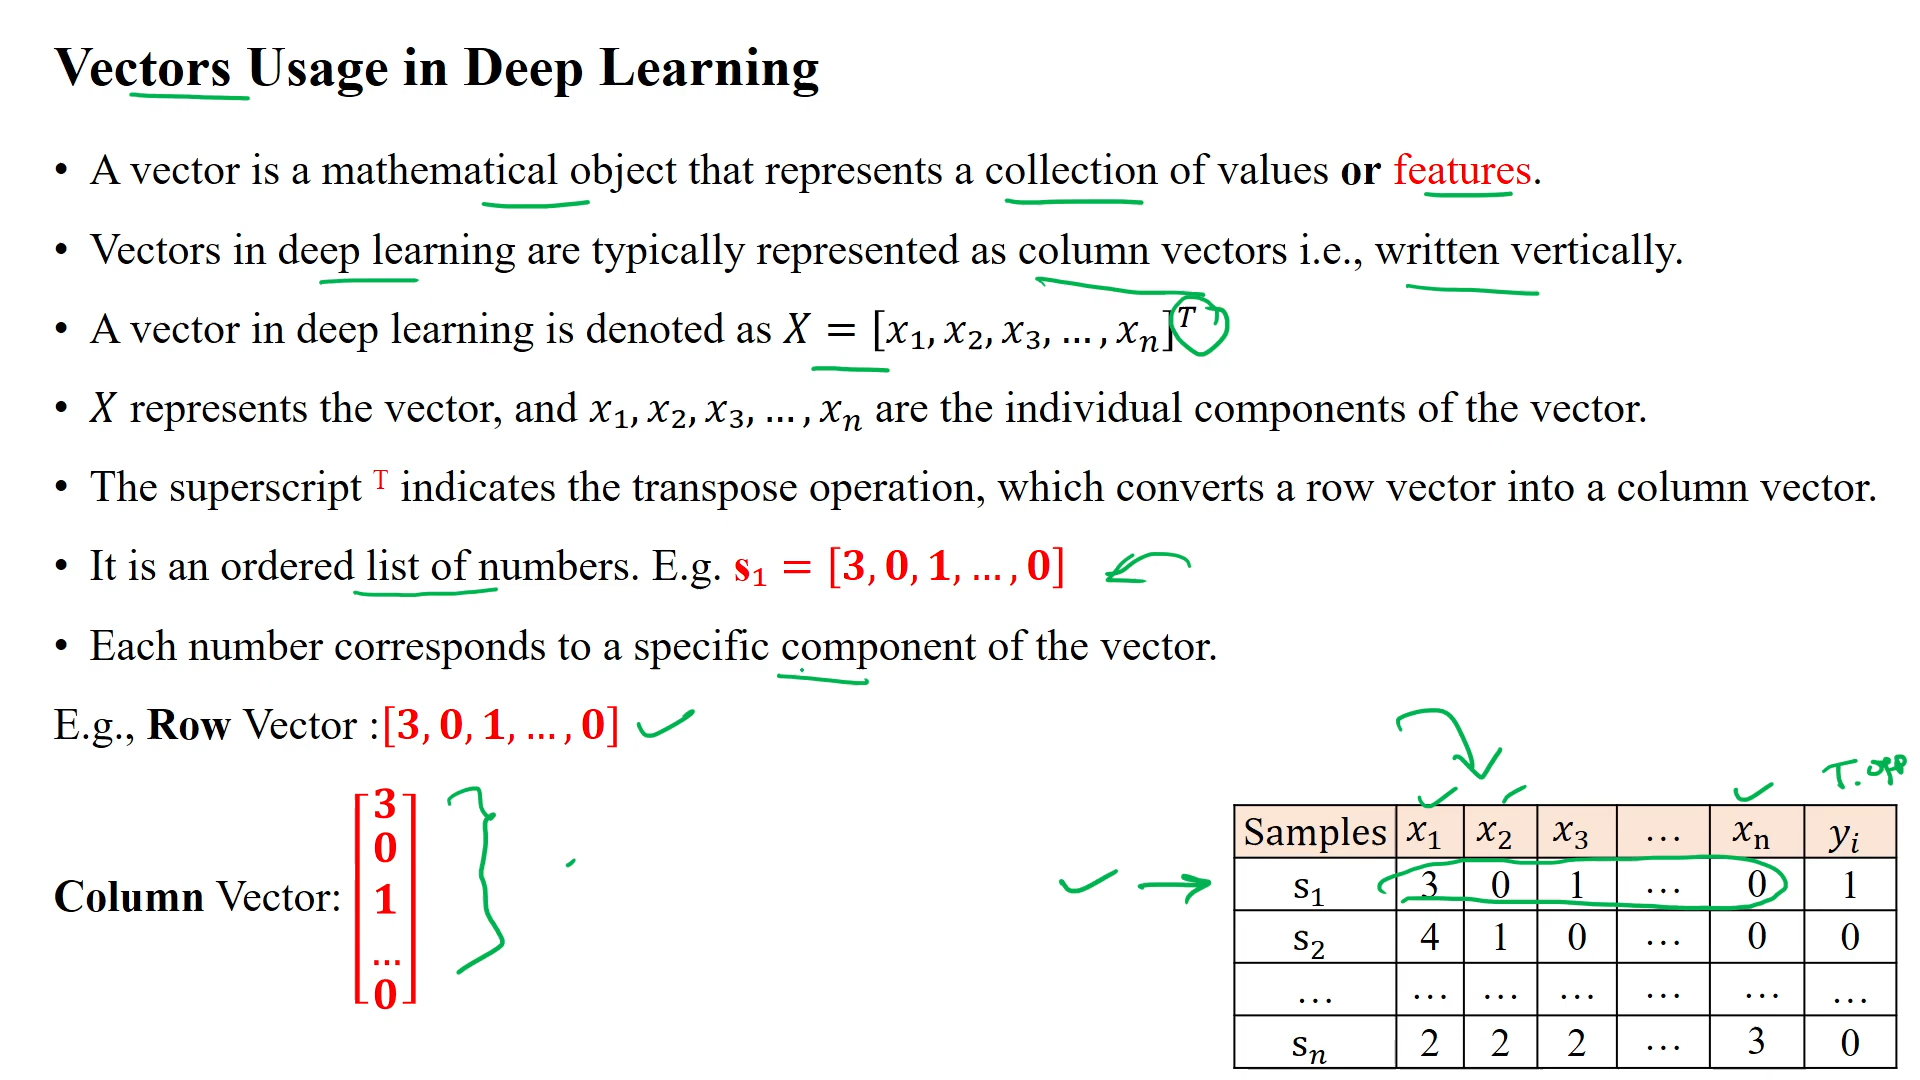 Vectors Usage in Deep Learning
• A vector is a mathematical object that represents a collection of values or features.
• Vectors in deep learning are typically represented as column vectors i.e., written vertically.
• A vector in deep learning is denoted as X = [x₁, x₂, x₃, … , xₙ]ᵀ
• X represents the vector, and x₁, x₂, x₃, … , xₙ are the individual components of the vector.
• The superscript ᵀ indicates the transpose operation, which converts a row vector into a column vector.
• It is an ordered list of numbers. E.g. s₁ = [3, 0, 1, … , 0]
• Each number corresponds to a specific component of the vector.
E.g., Row Vector :[3, 0, 1, … , 0]
Column Vector:
3
0
1
…
0
Samples x₁ x₂ x₃ … xₙ yᵢ
s₁ 3 0 1 … 0 1
s₂ 4 1 0 … 0 0
… … … … … … …
sₙ 2 2 2 … 3 0